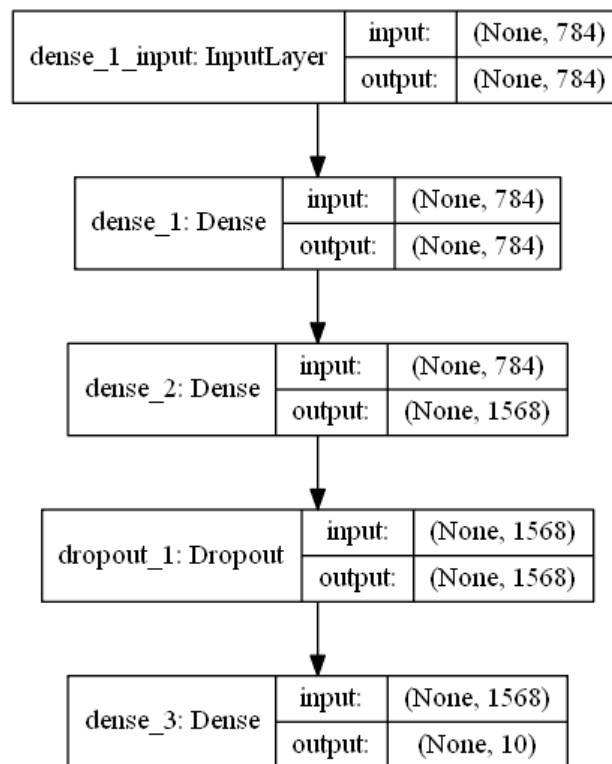 dense_1_input: InputLayer
input:
(None, 784)
output:
(None, 784)
dense_1: Dense
input:
(None, 784)
output:
(None, 784)
dense_2: Dense
input:
(None, 784)
output:
(None, 1568)
dropout_1: Dropout
input:
(None, 1568)
output:
(None, 1568)
dense_3: Dense
input:
(None, 1568)
output:
(None, 10)